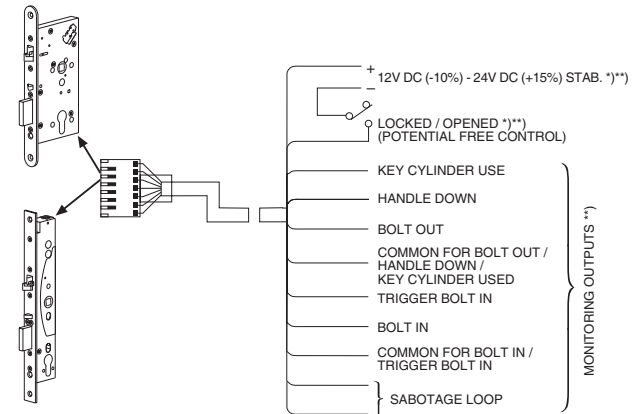 +
12V DC (-10%) - 24V DC (+15%) STAB. *)**)
–
LOCKED / OPENED *)**)
(POTENTIAL FREE CONTROL)
KEY CYLINDER USE
HANDLE DOWN
BOLT OUT
COMMON FOR BOLT OUT /
HANDLE DOWN /
KEY CYLINDER USED
TRIGGER BOLT IN
BOLT IN
COMMON FOR BOLT IN /
TRIGGER BOLT IN
SABOTAGE LOOP
MONITORING OUTPUTS **)